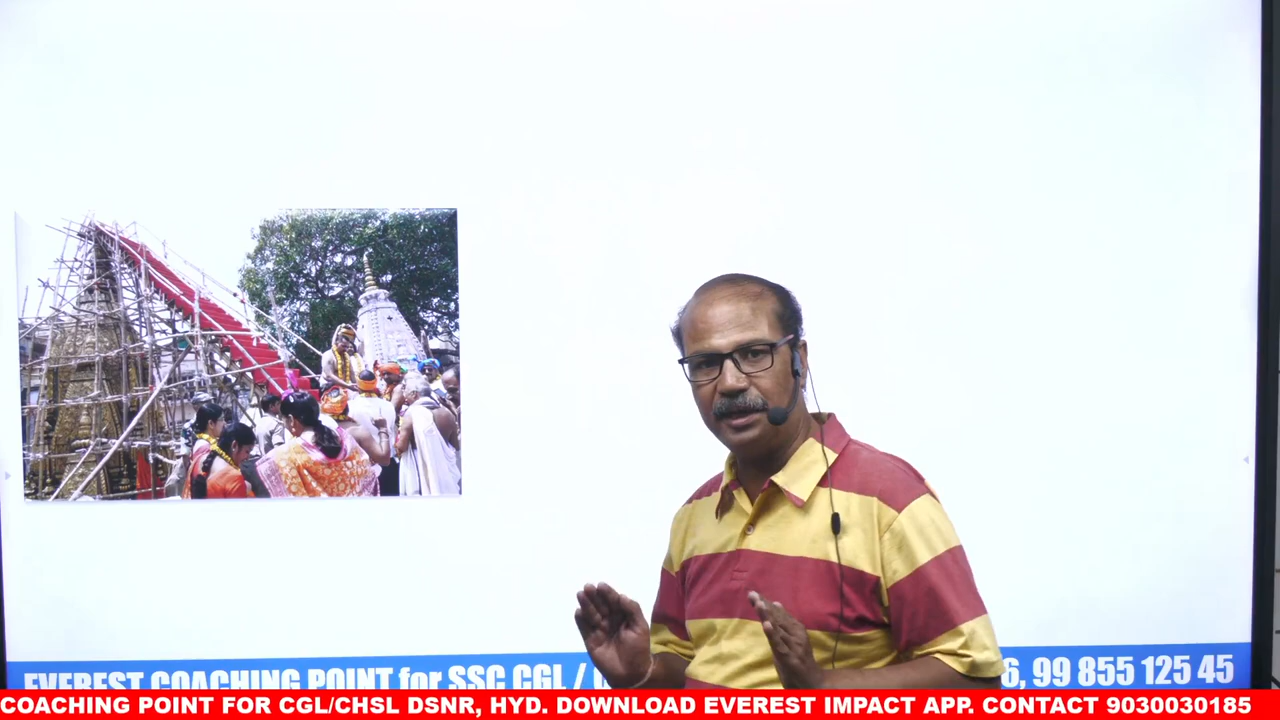 EVEREST COACHING POINT for SSC CGL / 6, 99 855 125 45
COACHING POINT FOR CGL/CHSL DSNR, HYD. DOWNLOAD EVEREST IMPACT APP. CONTACT 9030030185